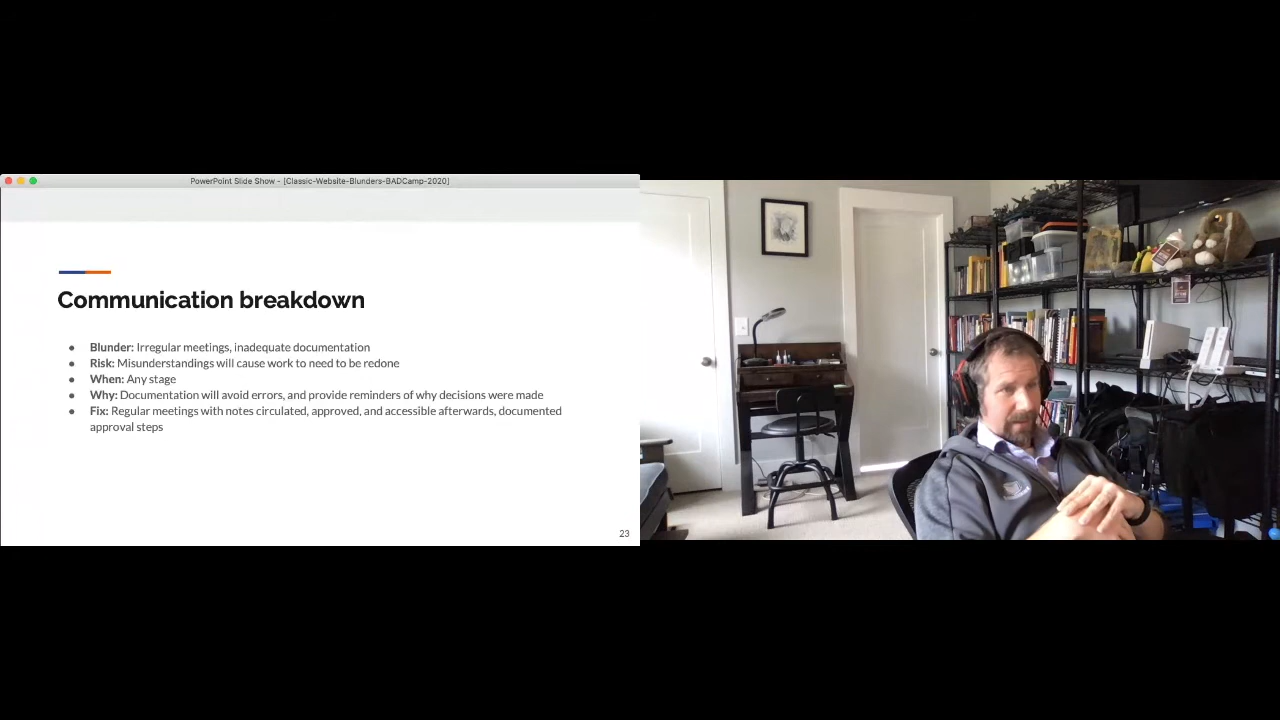 PowerPoint Slide Show - [Classic-Website-Blunders-BADCamp-2020]
Communication breakdown
● Blunder: Irregular meetings, inadequate documentation
● Risk: Misunderstandings will cause work to need to be redone
● When: Any stage
● Why: Documentation will avoid errors, and provide reminders of why decisions were made
● Fix: Regular meetings with notes circulated, approved, and accessible afterwards, documented
approval steps
23